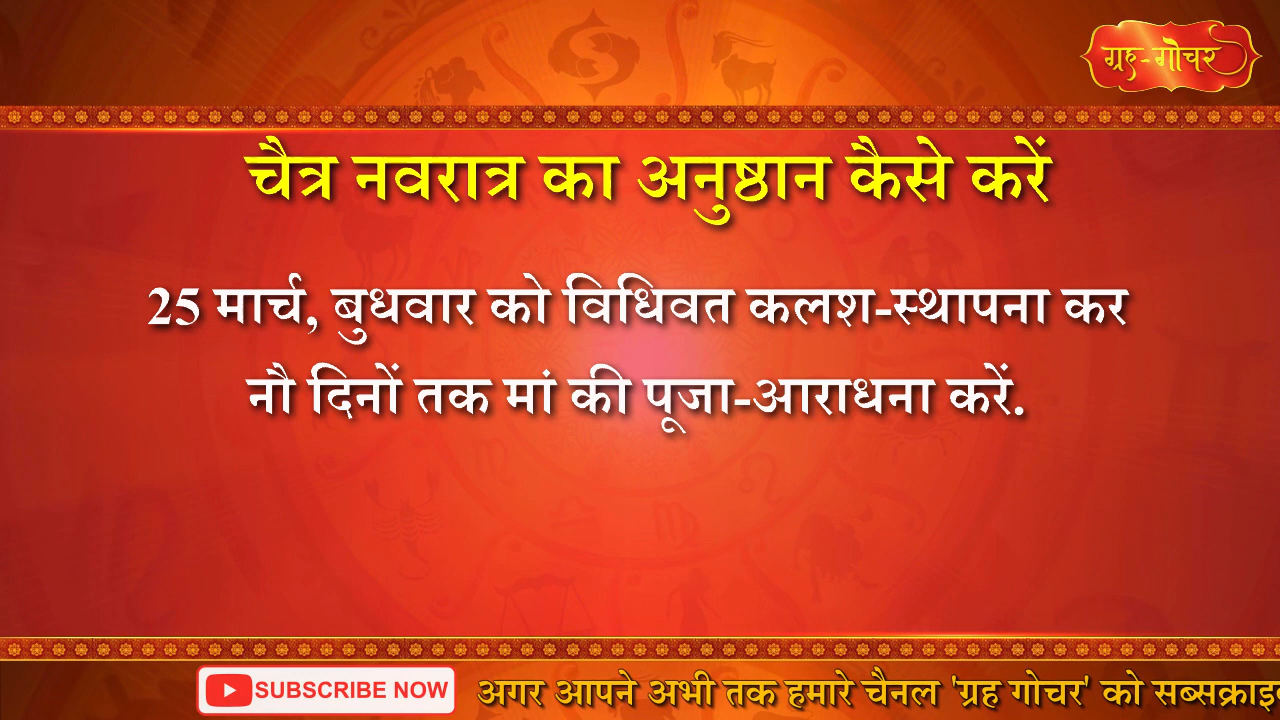 ग्रह-गोचर
चैत्र नवरात्र का अनुष्ठान कैसे करें
25 मार्च, बुधवार को विधिवत कलश-स्थापना कर
नौ दिनों तक मां की पूजा-आराधना करें.
SUBSCRIBE NOW
अगर आपने अभी तक हमारे चैनल 'ग्रह गोचर' को